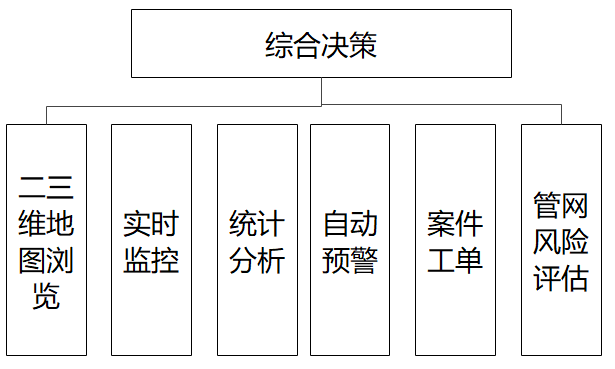 综合决策
二三
维地
图浏
览
实时
监控
统计
分析
自动
预警
案件
工单
管网
风险
评估